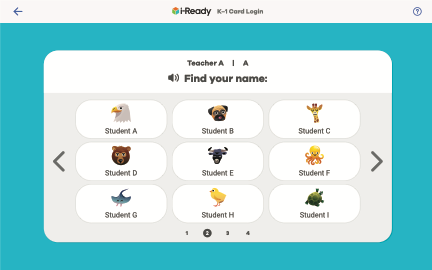 i-Ready K-1 Card Login
Teacher A | A
Find your name:
Student A Student B Student C
Student D Student E Student F
Student G Student H Student I
1 2 3 4